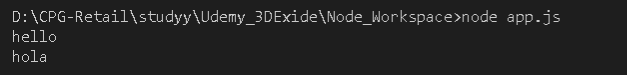 D:\CPG-Retail\studyy\Udemy_3DExide\Node_Workspace>node app.js
hello
hola